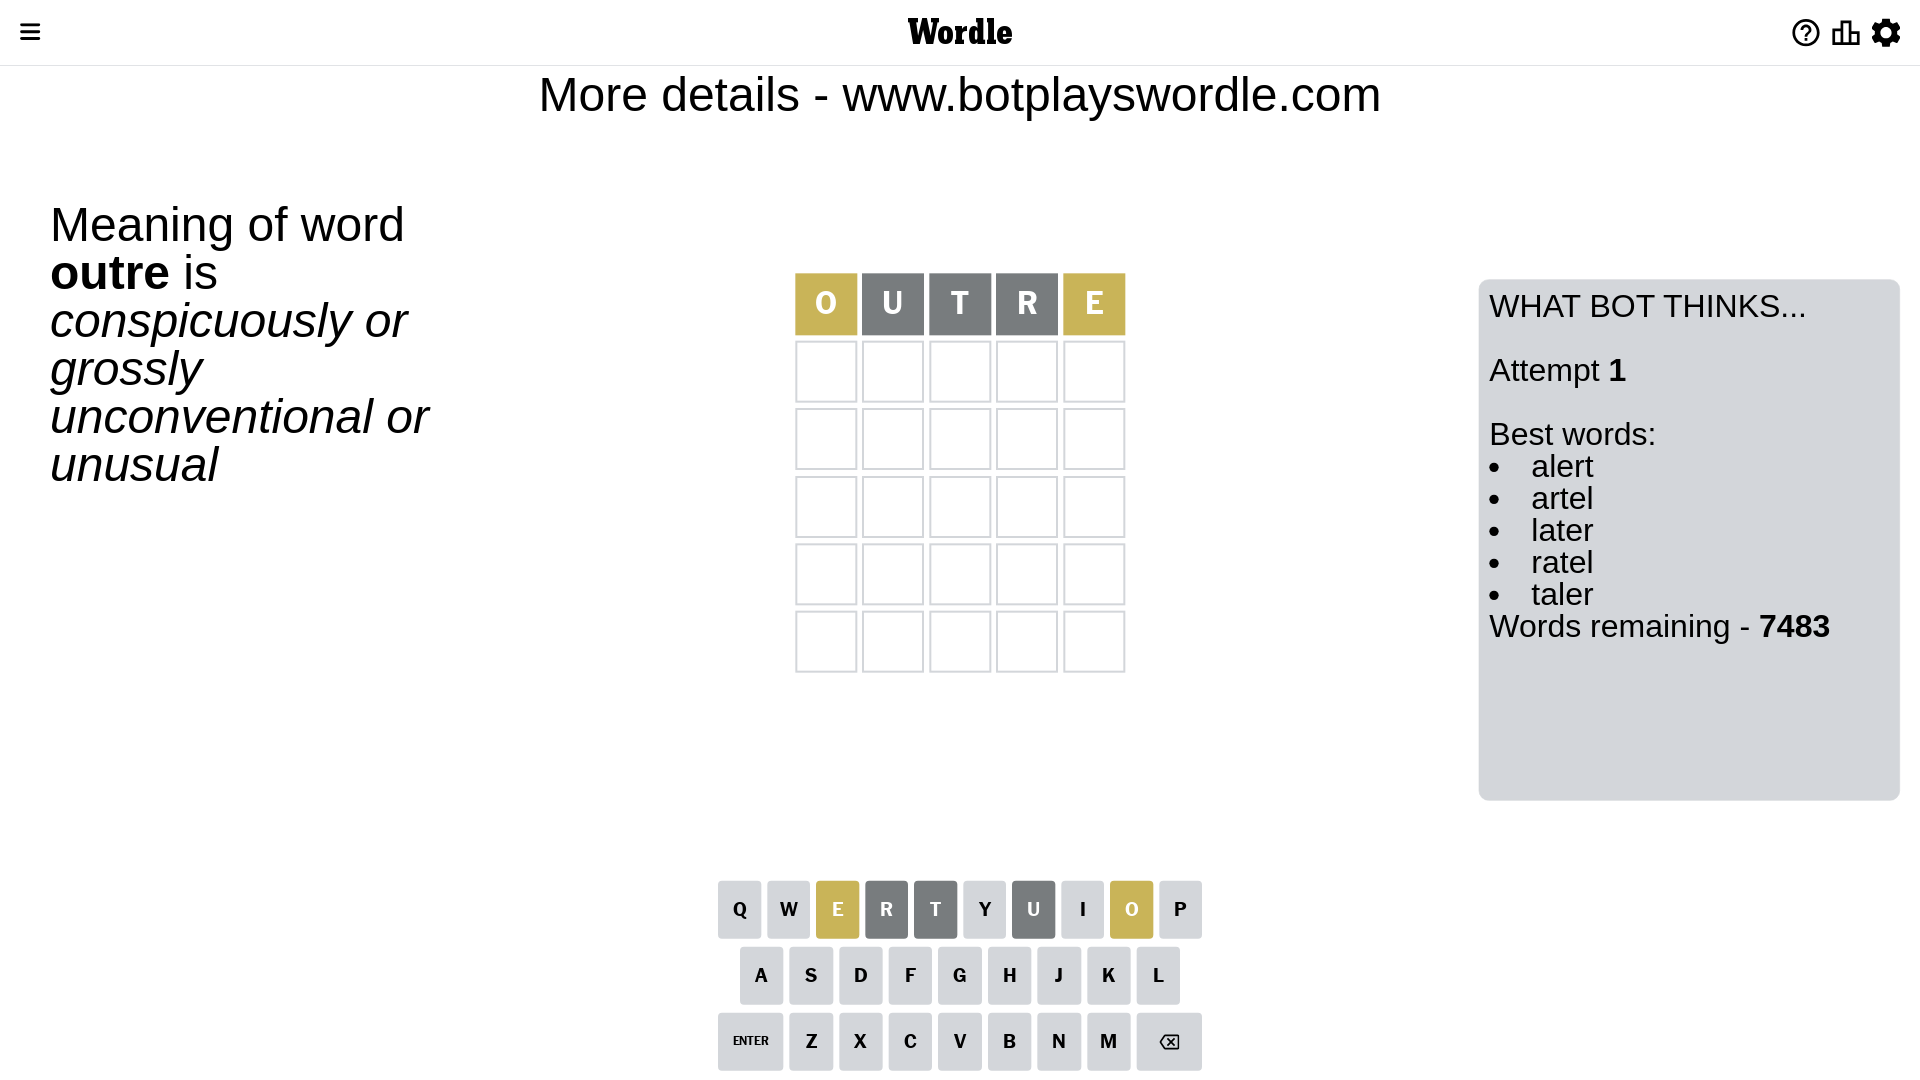 Wordle
More details - www.botplayswordle.com
Meaning of word
outre is
conspicuously or
grossly
unconventional or
unusual
O U T R E
WHAT BOT THINKS...
Attempt 1
Best words:
• alert
• artel
• later
• ratel
• taler
Words remaining - 7483
Q W E R T Y U I O P
A S D F G H J K L
ENTER Z X C V B N M